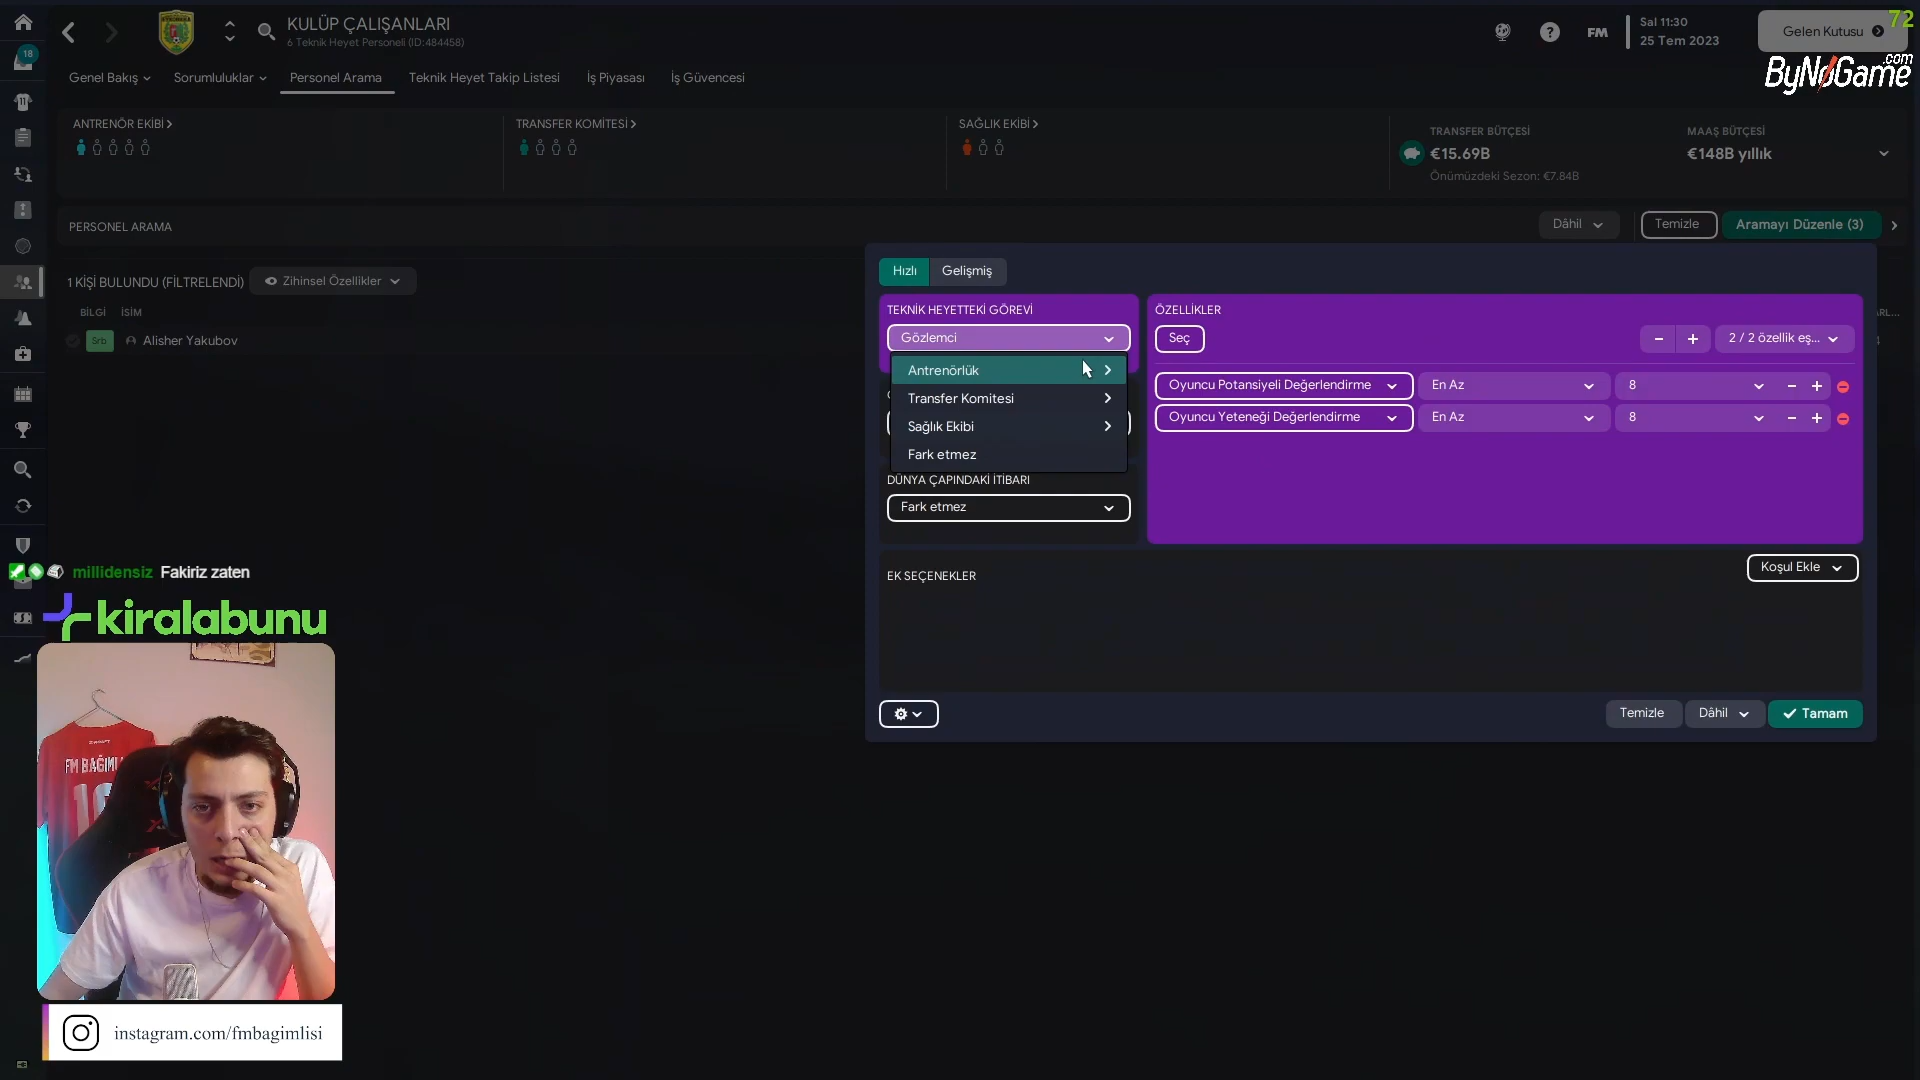 KULÜP ÇALIŞANLARI
6 Teknik Heyet Personeli (ID:484458)
FM
Sal 11:30
25 Tem 2023
Gelen Kutusu
72
ByNoGame
.com
18
Genel Bakış
Sorumluluklar
Personel Arama
Teknik Heyet Takip Listesi
İş Piyasası
İş Güvencesi
ANTRENÖR EKİBİ
TRANSFER KOMİTESİ
SAĞLIK EKİBİ
TRANSFER BÜTÇESİ
€15.69B
Önümüzdeki Sezon: €7.84B
MAAŞ BÜTÇESİ
€148B yıllık
PERSONEL ARAMA
Dâhil
Temizle
Aramayı Düzenle (3)
1 KİŞİ BULUNDU (FİLTRELENDİ)
Zihinsel Özellikler
BİLGİ
İSİM
Srb
Alisher Yakubov
Hızlı
Gelişmiş
TEKNİK HEYETTEKİ GÖREVİ
Gözlemci
Antrenörlük
Transfer Komitesi
Sağlık Ekibi
Fark etmez
DÜNYA ÇAPINDAKİ İTİBARI
Fark etmez
ÖZELLİKLER
Seç
2 / 2 özellik eş...
Oyuncu Potansiyeli Değerlendirme
En Az
8
Oyuncu Yeteneği Değerlendirme
En Az
8
EK SEÇENEKLER
Koşul Ekle
Temizle
Dâhil
Tamam
millidensiz Fakiriz zaten
kiralabunu
FM BAĞIMLI
instagram.com/fmbagimlisi